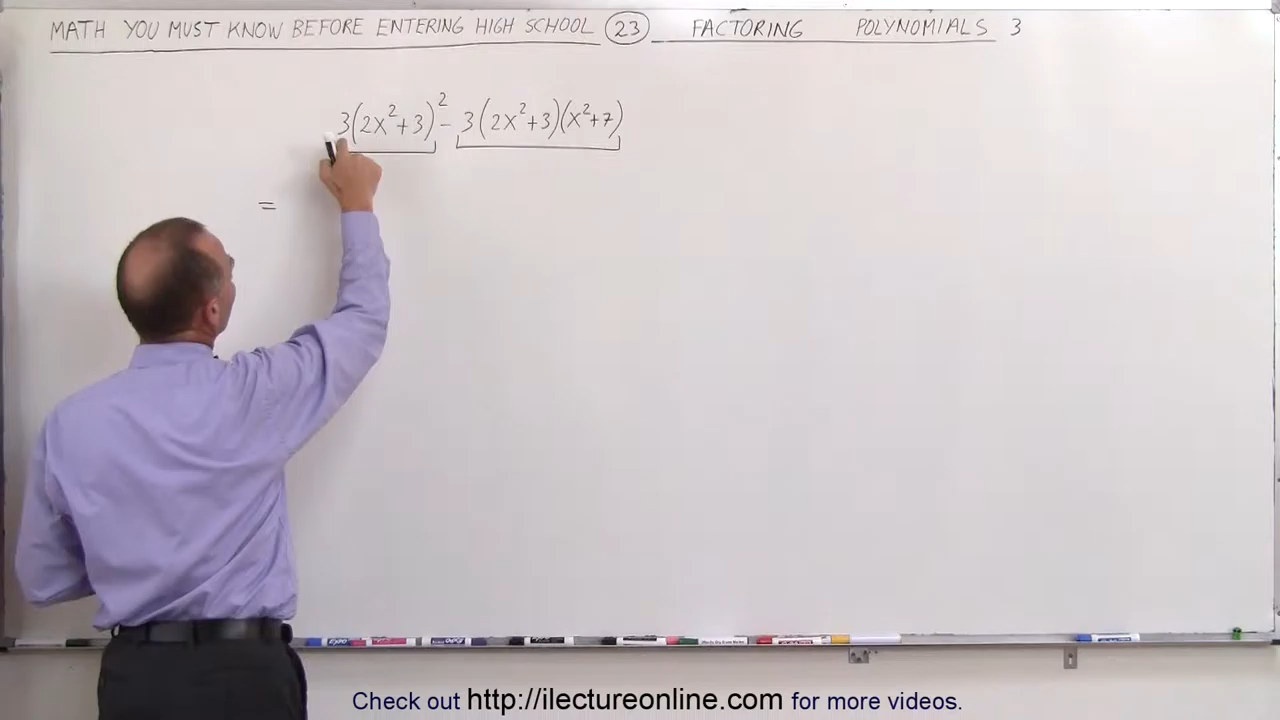 MATH YOU MUST KNOW BEFORE ENTERING HIGH SCHOOL 23 FACTORING POLYNOMIALS 3
3(2x²+3)² - 3(2x²+3)(x²+7)
=
Check out http://ilectureonline.com for more videos.